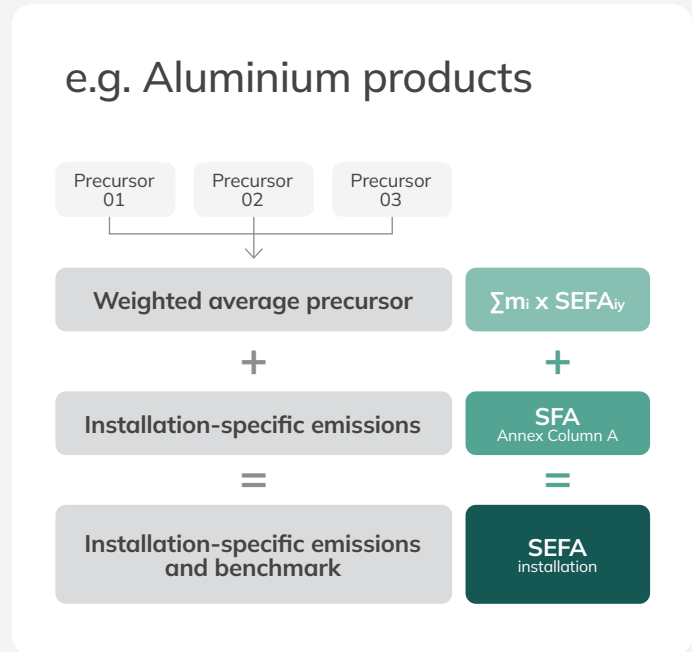 e.g. Aluminium products
Precursor
01
Precursor
02
Precursor
03
Weighted average precursor
∑mᵢ x SEFAᵢᵧ
+
+
Installation-specific emissions
SFA
Annex Column A
=
=
Installation-specific emissions
and benchmark
SEFA
installation